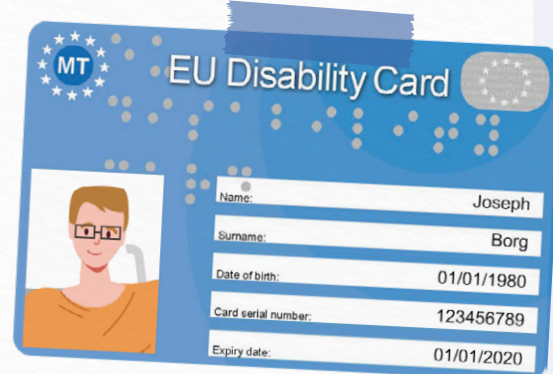 MT
EU Disability Card
Name: Joseph
Surname: Borg
Date of birth: 01/01/1980
Card serial number: 123456789
Expiry date: 01/01/2020